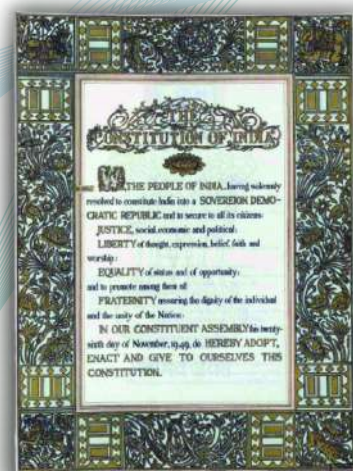 THE
CONSTITUTION OF INDIA
WE, THE PEOPLE OF INDIA, having solemnly
resolved to constitute India into a SOVEREIGN DEMO-
CRATIC REPUBLIC and to secure to all its citizens:
JUSTICE, social, economic and political;
LIBERTY of thought, expression, belief, faith and
worship;
EQUALITY of status and of opportunity;
and to promote among them all
FRATERNITY assuring the dignity of the individual
and the unity of the Nation;
IN OUR CONSTITUENT ASSEMBLY this twenty-
sixth day of November, 1949, do HEREBY ADOPT,
ENACT AND GIVE TO OURSELVES THIS
CONSTITUTION.